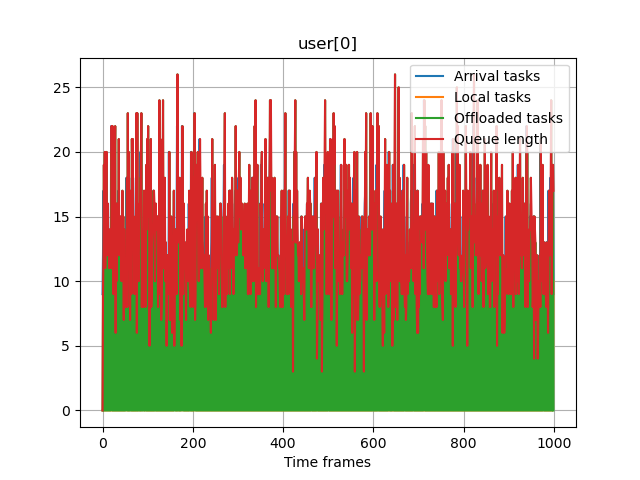 user[0]
Arrival tasks
Local tasks
Offloaded tasks
Queue length
25
20
15
10
5
0
0 200 400 600 800 1000
Time frames